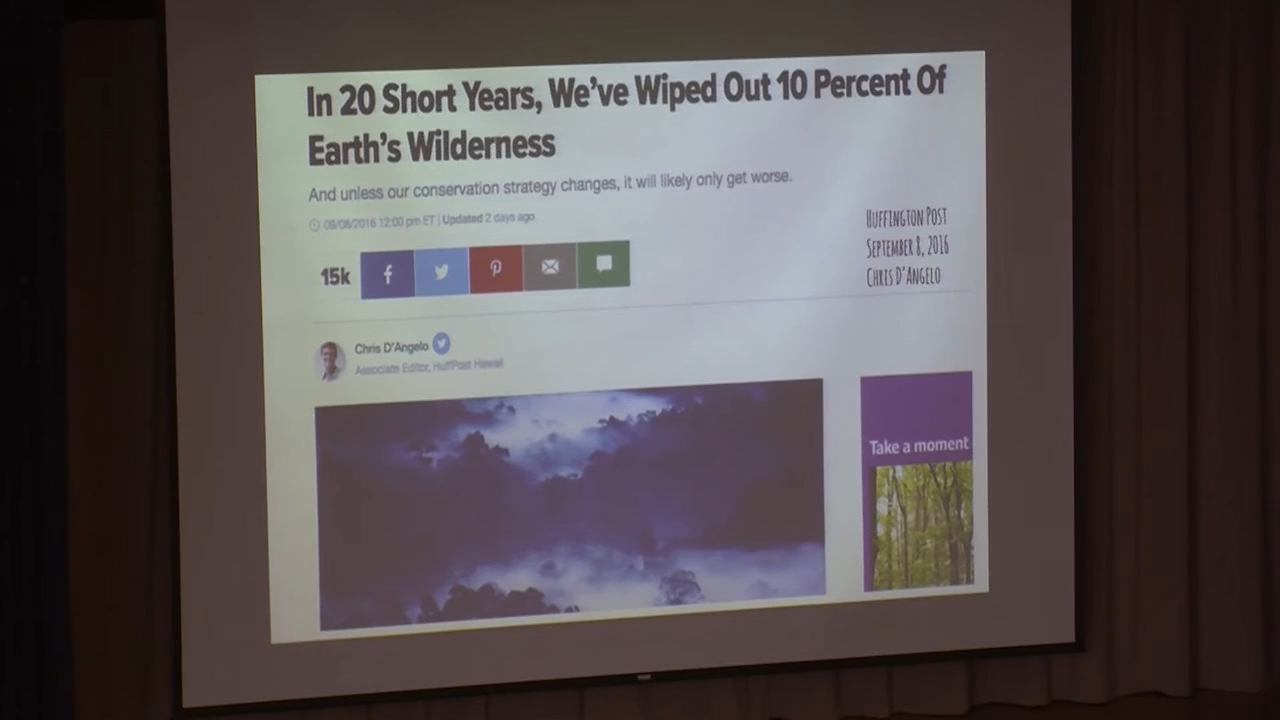 In 20 Short Years, We've Wiped Out 10 Percent Of
Earth's Wilderness
And unless our conservation strategy changes, it will likely only get worse.
09/08/2016 12:00 pm ET | Updated 2 days ago
15k
HUFFINGTON POST
SEPTEMBER 8, 2016
CHRIS D'ANGELO
Chris D'Angelo
Associate Editor, HuffPost Hawaii
Take a moment